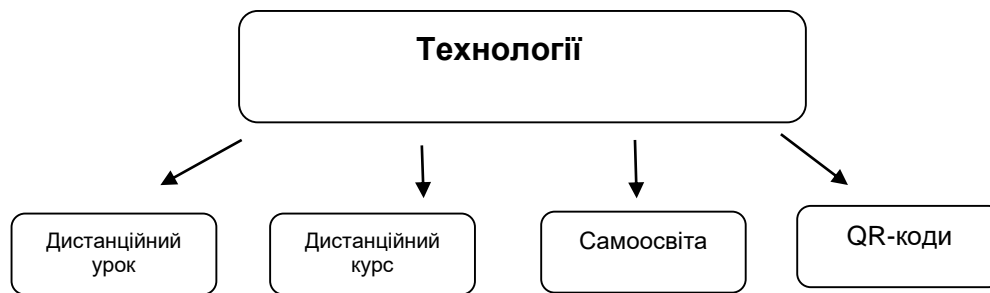 Технології
Дистанційний
урок
Дистанційний
курс
Самоосвіта
QR-коди